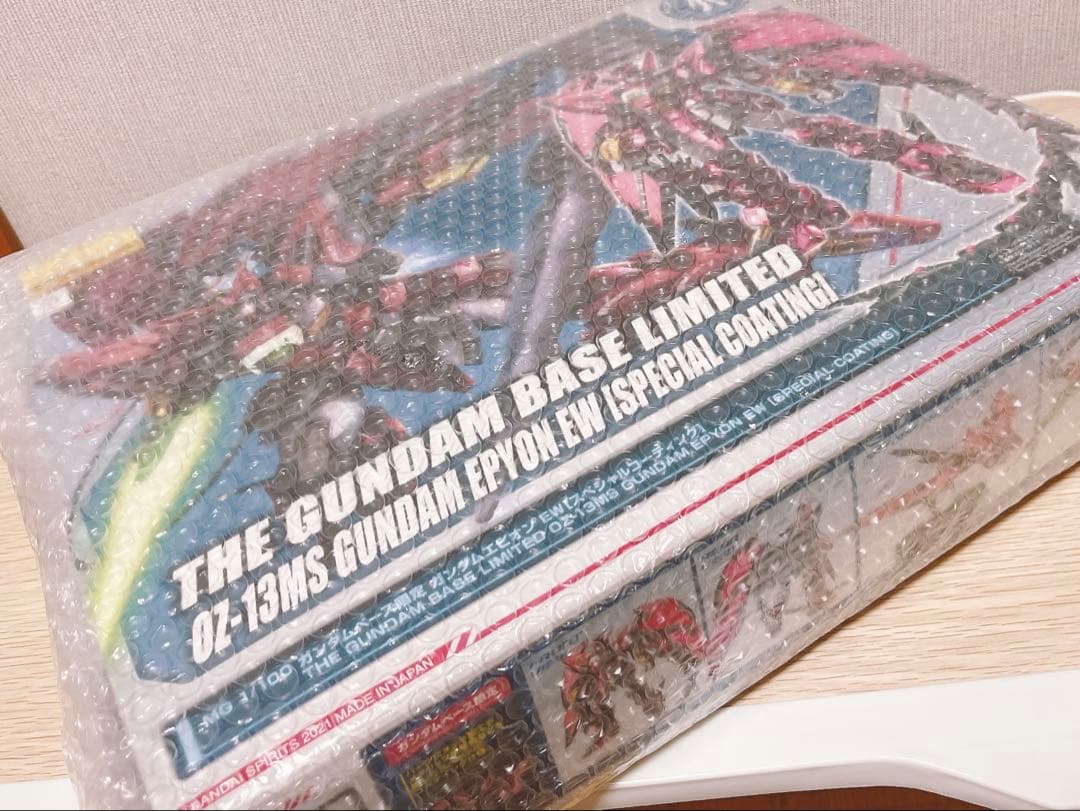 THE GUNDAM BASE LIMITED
OZ-13MS GUNDAM EPYON EW [SPECIAL COATING]
MG 1/100 ガンダムベース限定 ガンダムエピオン EW [スペシャルコーティング]
THE GUNDAM BASE LIMITED OZ-13MS GUNDAM EPYON EW [SPECIAL COATING]
BANDAI SPIRITS 2021 MADE IN JAPAN
ガンダムベース限定